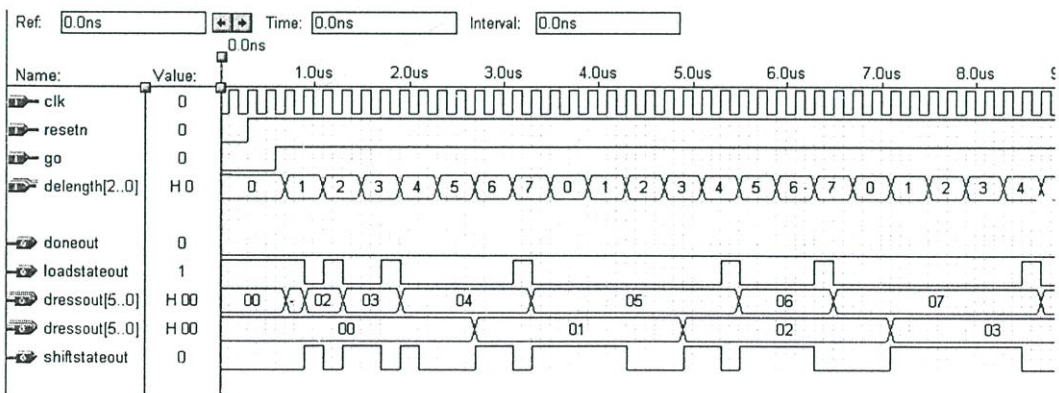 Ref: 0.0ns Time: 0.0ns Interval: 0.0ns
0.0ns
Name: Value: 1.0us 2.0us 3.0us 4.0us 5.0us 6.0us 7.0us 8.0us 9
clk 0
resetn 0
go 0
delength[2..0] H 0 0 1 2 3 4 5 6 7 0 1 2 3 4 5 6 7 0 1 2 3 4
doneout 0
loadstateout 1
dressout[5..0] H 00 00 - 02 03 04 05 06 07
dressout[5..0] H 00 00 01 02 03
shiftstateout 0